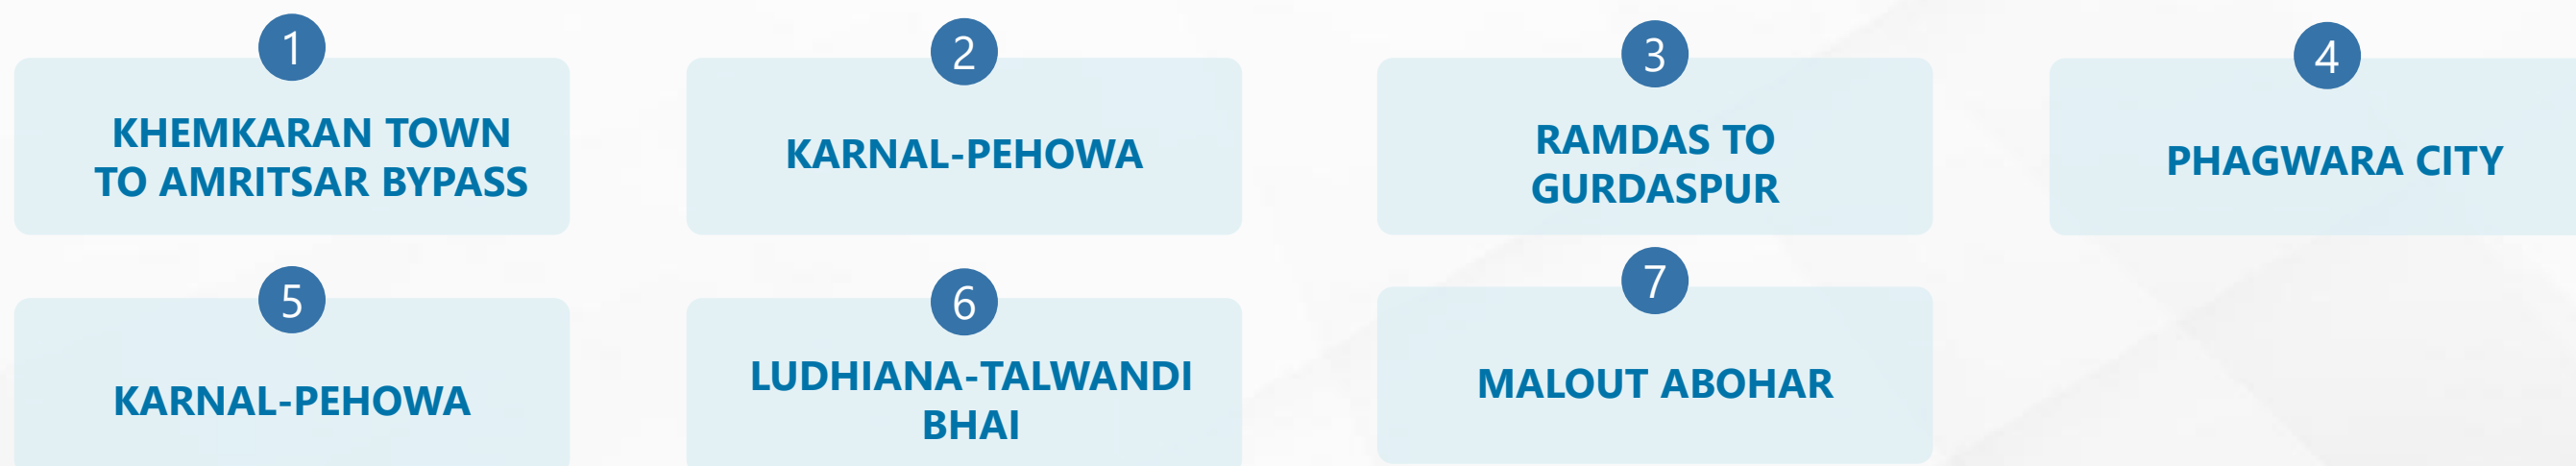 1
KHEMKARAN TOWN
TO AMRITSAR BYPASS
2
KARNAL-PEHOWA
3
RAMDAS TO
GURDASPUR
4
PHAGWARA CITY
5
KARNAL-PEHOWA
6
LUDHIANA-TALWANDI
BHAI
7
MALOUT ABOHAR